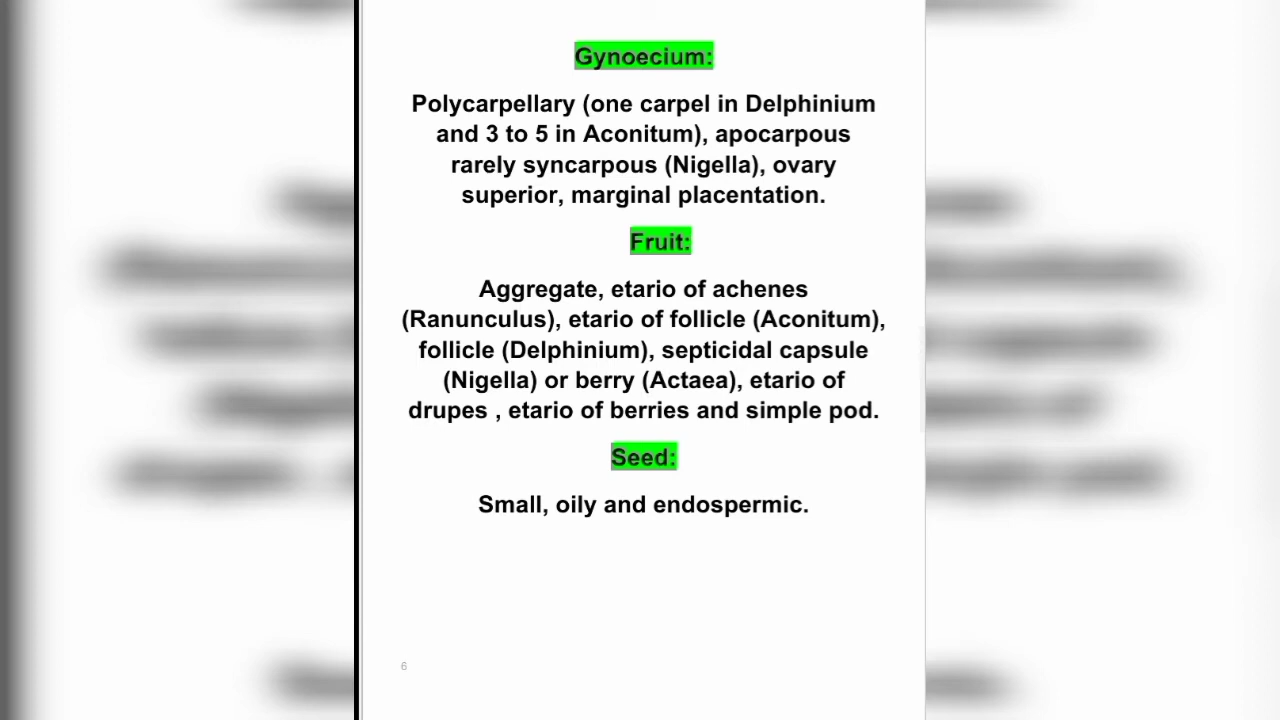 Gynoecium:
Polycarpellary (one carpel in Delphinium
and 3 to 5 in Aconitum), apocarpous
rarely syncarpous (Nigella), ovary
superior, marginal placentation.
Fruit:
Aggregate, etario of achenes
(Ranunculus), etario of follicle (Aconitum),
follicle (Delphinium), septicidal capsule
(Nigella) or berry (Actaea), etario of
drupes , etario of berries and simple pod.
Seed:
Small, oily and endospermic.
6